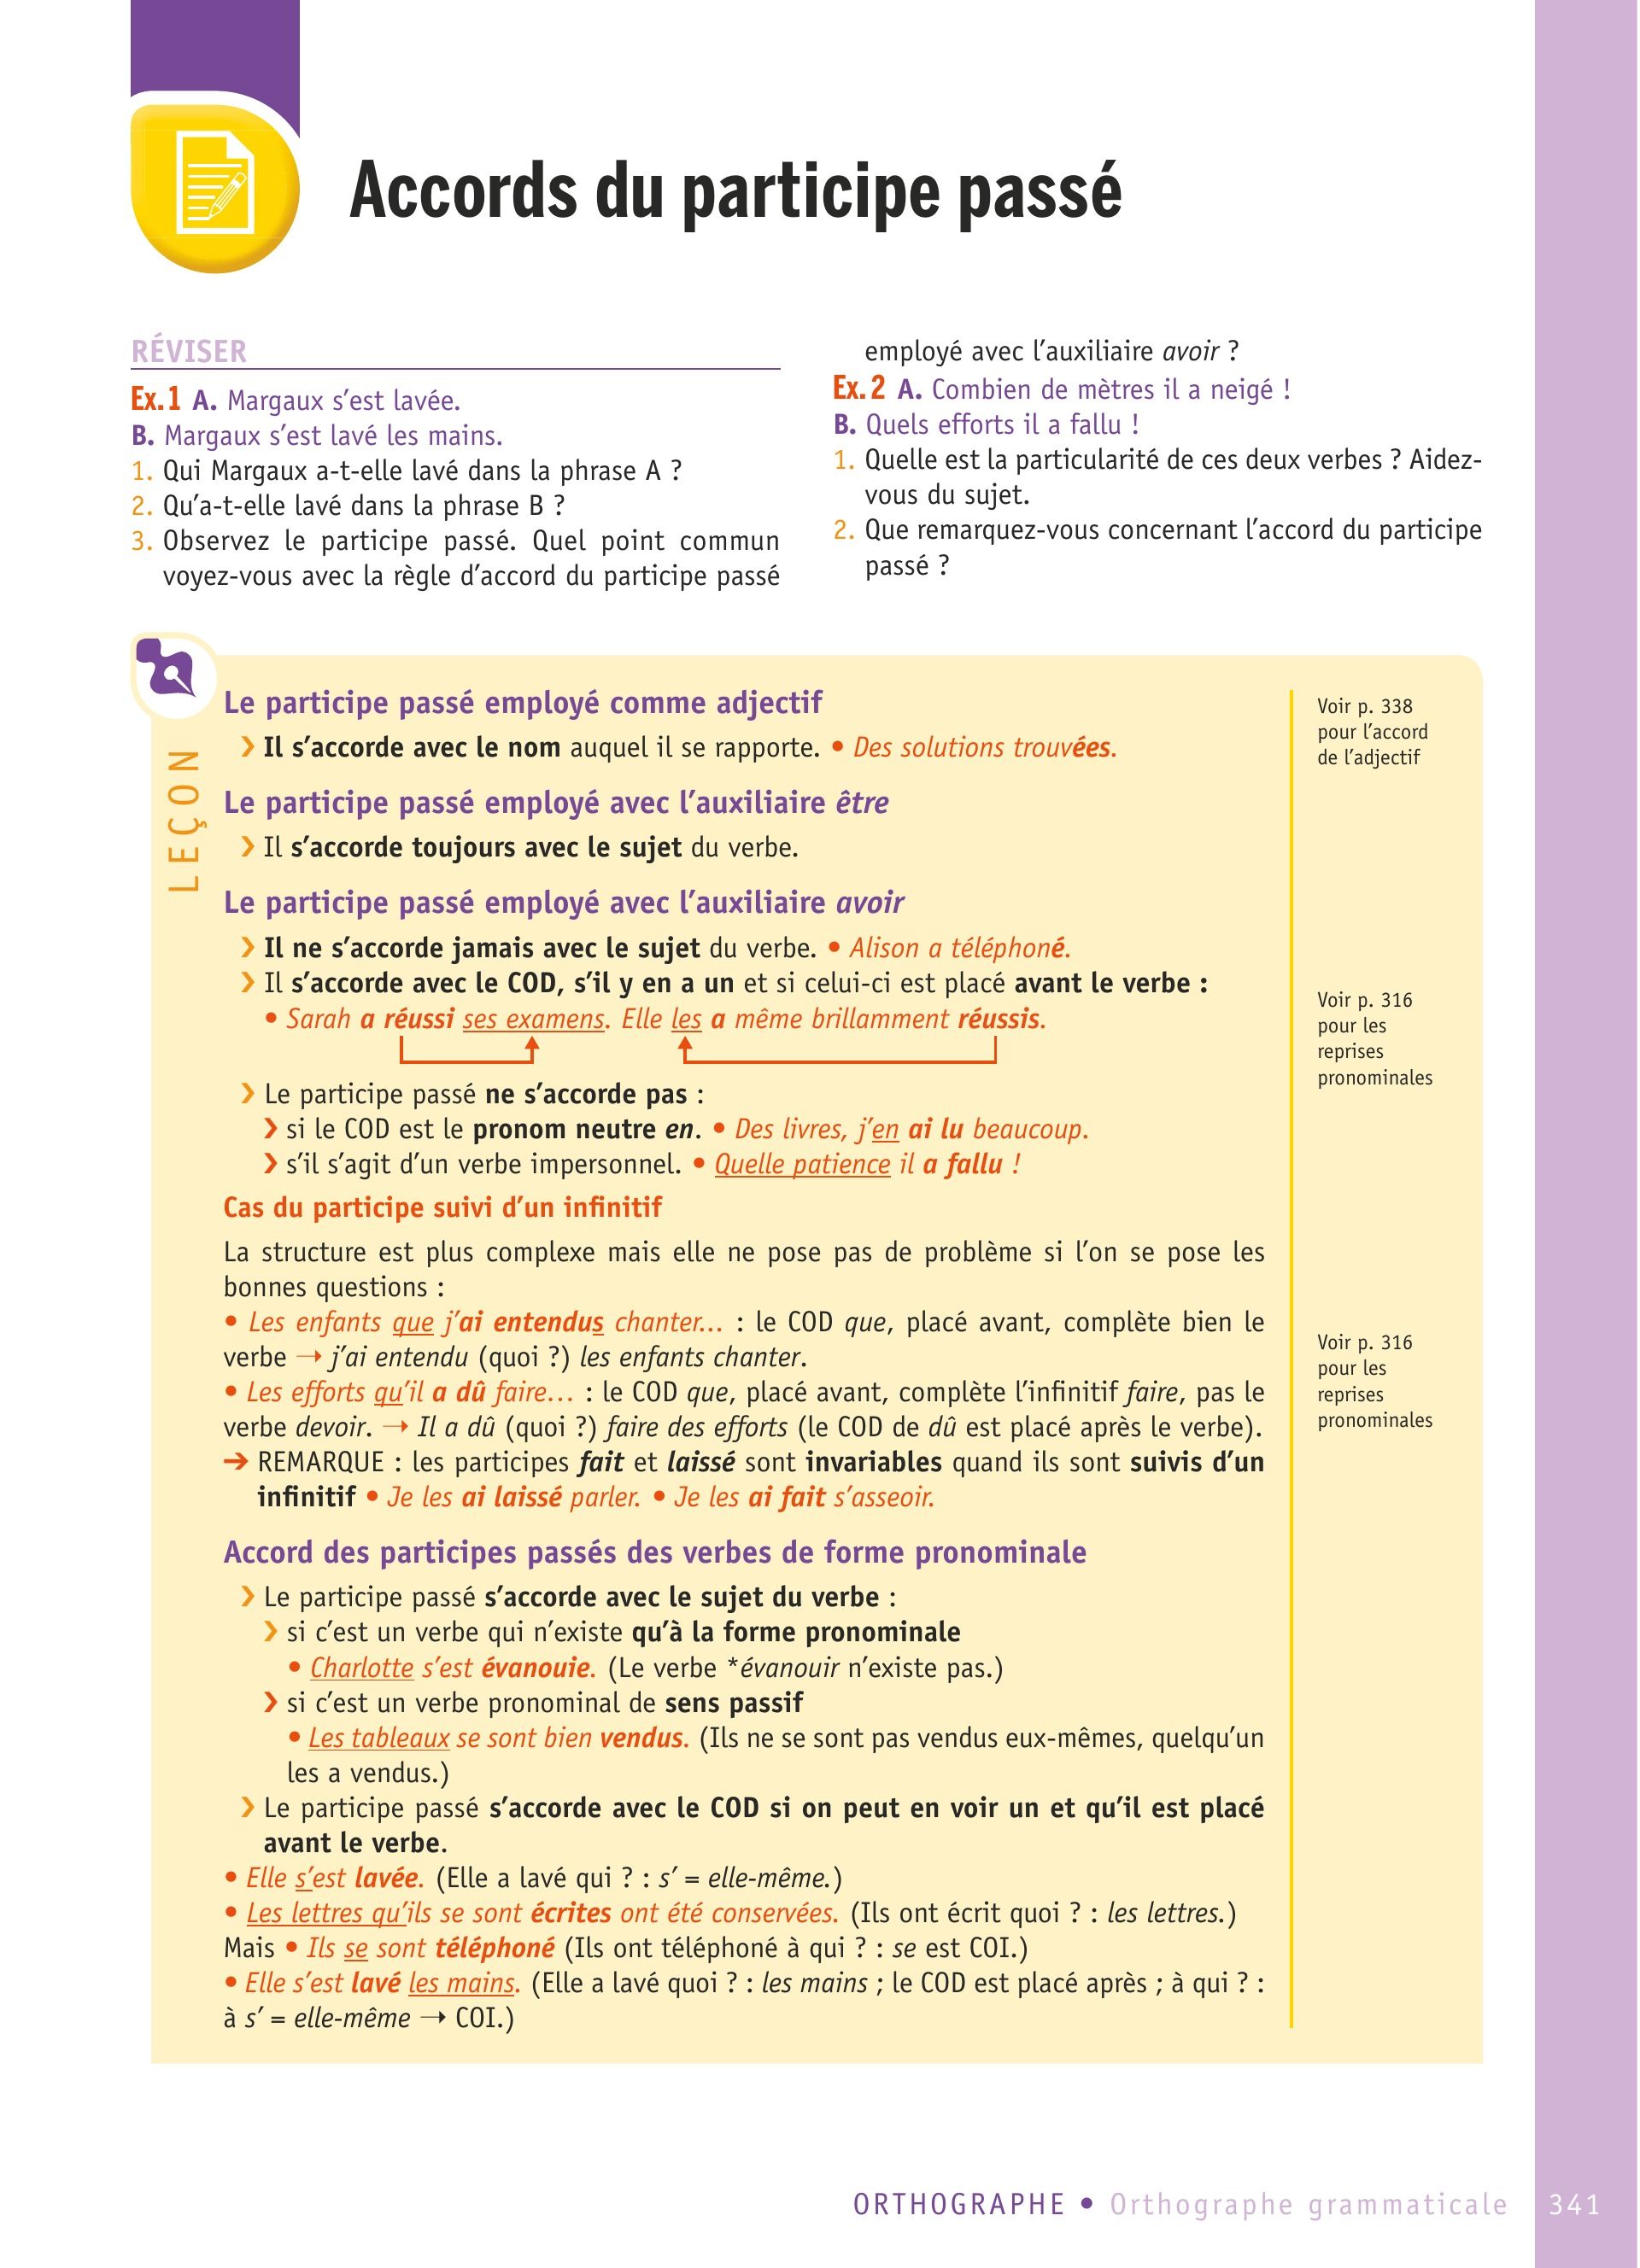 Accords du participe passé
RÉVISER
Ex.1 A. Margaux s’est lavée.
B. Margaux s’est lavé les mains.
1. Qui Margaux a-t-elle lavé dans la phrase A ?
2. Qu’a-t-elle lavé dans la phrase B ?
3. Observez le participe passé. Quel point commun
voyez-vous avec la règle d’accord du participe passé
employé avec l’auxiliaire avoir ?
Ex.2 A. Combien de mètres il a neigé !
B. Quels efforts il a fallu !
1. Quelle est la particularité de ces deux verbes ? Aidez-
vous du sujet.
2. Que remarquez-vous concernant l’accord du participe
passé ?
LEÇON
Le participe passé employé comme adjectif
❯ Il s’accorde avec le nom auquel il se rapporte. • Des solutions trouvées.
Voir p. 338
pour l’accord
de l’adjectif
Le participe passé employé avec l’auxiliaire être
❯ Il s’accorde toujours avec le sujet du verbe.
Le participe passé employé avec l’auxiliaire avoir
❯ Il ne s’accorde jamais avec le sujet du verbe. • Alison a téléphoné.
❯ Il s’accorde avec le COD, s’il y en a un et si celui-ci est placé avant le verbe :
• Sarah a réussi ses examens. Elle les a même brillamment réussis.
Voir p. 316
pour les
reprises
pronominales
❯ Le participe passé ne s’accorde pas :
❯ si le COD est le pronom neutre en. • Des livres, j’en ai lu beaucoup.
❯ s’il s’agit d’un verbe impersonnel. • Quelle patience il a fallu !
Cas du participe suivi d’un infinitif
La structure est plus complexe mais elle ne pose pas de problème si l’on se pose les
bonnes questions :
• Les enfants que j’ai entendus chanter… : le COD que, placé avant, complète bien le
verbe → j’ai entendu (quoi ?) les enfants chanter.
• Les efforts qu’il a dû faire… : le COD que, placé avant, complète l’infinitif faire, pas le
verbe devoir. → Il a dû (quoi ?) faire des efforts (le COD de dû est placé après le verbe).
Voir p. 316
pour les
reprises
pronominales
➔ REMARQUE : les participes fait et laissé sont invariables quand ils sont suivis d’un
infinitif • Je les ai laissé parler. • Je les ai fait s’asseoir.
Accord des participes passés des verbes de forme pronominale
❯ Le participe passé s’accorde avec le sujet du verbe :
❯ si c’est un verbe qui n’existe qu’à la forme pronominale
• Charlotte s’est évanouie. (Le verbe *évanouir n’existe pas.)
❯ si c’est un verbe pronominal de sens passif
• Les tableaux se sont bien vendus. (Ils ne se sont pas vendus eux-mêmes, quelqu’un
les a vendus.)
❯ Le participe passé s’accorde avec le COD si on peut en voir un et qu’il est placé
avant le verbe.
• Elle s’est lavée. (Elle a lavé qui ? : s’ = elle-même.)
• Les lettres qu’ils se sont écrites ont été conservées. (Ils ont écrit quoi ? : les lettres.)
Mais • Ils se sont téléphoné (Ils ont téléphoné à qui ? : se est COI.)
• Elle s’est lavé les mains. (Elle a lavé quoi ? : les mains ; le COD est placé après ; à qui ? :
à s’ = elle-même → COI.)
ORTHOGRAPHE • Orthographe grammaticale 341